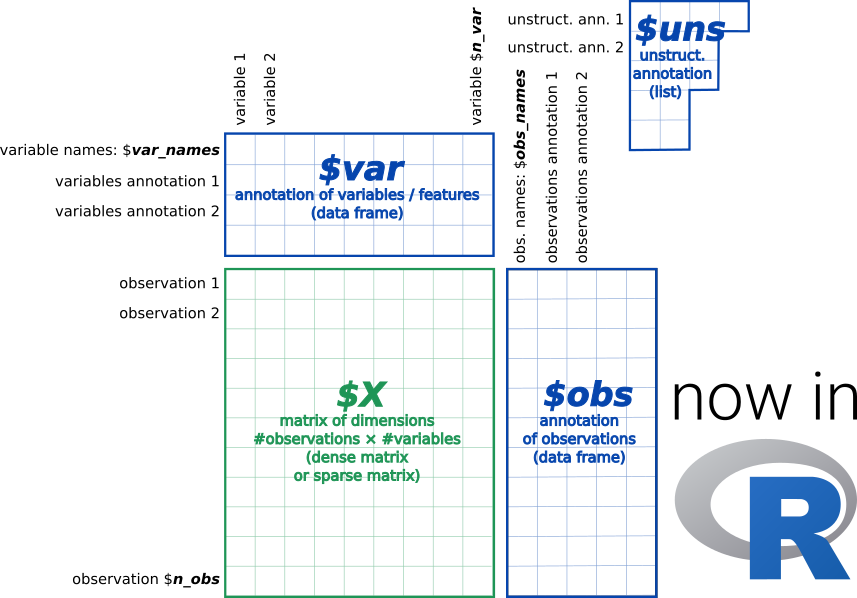 variable 1
variable 2
variable $n_var
unstruct. ann. 1
unstruct. ann. 2
$uns
unstruct.
annotation
(list)
obs. names: $obs_names
observations annotation 1
observations annotation 2
variable names: $var_names
variables annotation 1
variables annotation 2
$var
annotation of variables / features
(data frame)
observation 1
observation 2
observation $n_obs
$X
matrix of dimensions
#observations × #variables
(dense matrix
or sparse matrix)
$obs
annotation
of observations
(data frame)
now in
R